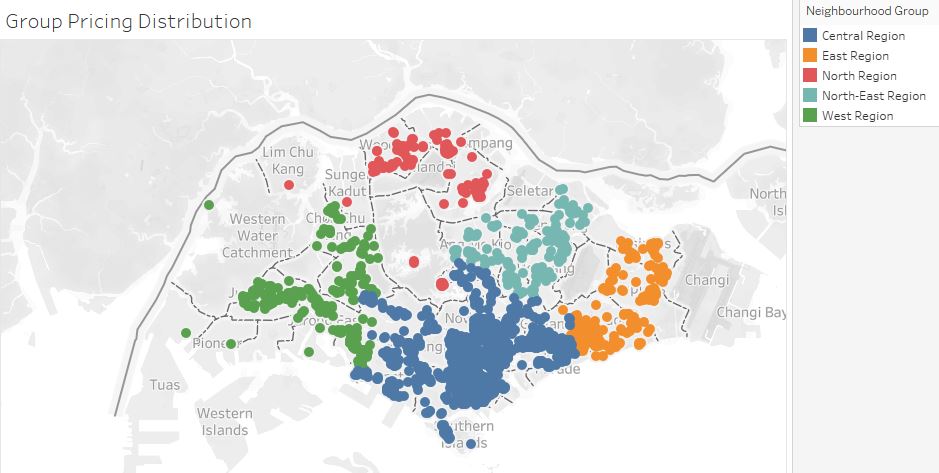 Group Pricing Distribution
Neighbourhood Group
Central Region
East Region
North Region
North-East Region
West Region
Lim Chu
Kang
Sungei
Kadut
Seletar
North
Western
Water
Catchment
Changi
Changi Bay
Pioneer
Tuas
Western
Islands
Southern
Islands